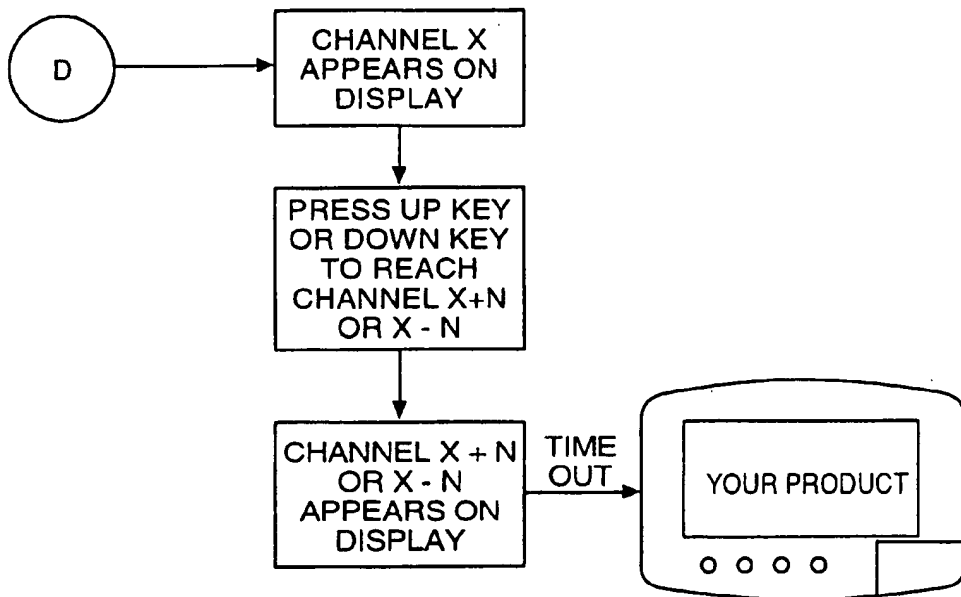 D
CHANNEL X
APPEARS ON
DISPLAY
PRESS UP KEY
OR DOWN KEY
TO REACH
CHANNEL X+N
OR X - N
CHANNEL X + N
OR X - N
APPEARS ON
DISPLAY
TIME
OUT
YOUR PRODUCT